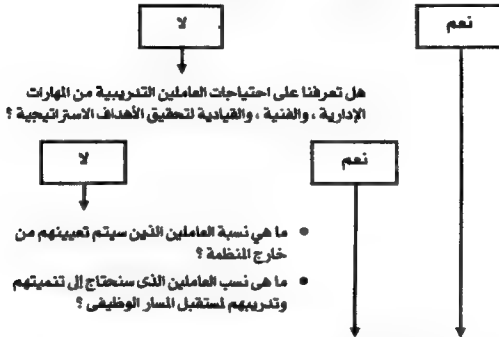 نعم
لا
هل تعرفنا على احتياجات العاملين التدريبية من المهارات
الإدارية ، والفنية ، والقيادية لتحقيق الأهداف الاستراتيجية ؟
نعم
لا
• ما هي نسبة العاملين الذين سيتم تعيينهم من
خارج المنظمة ؟
• ما هى نسب العاملين الذى سنحتاج إلى تنميتهم
وتدريبهم لمستقبل المسار الوظيفى ؟